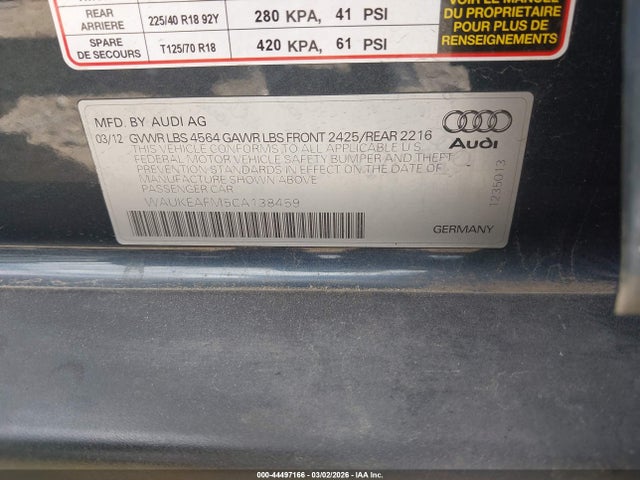 REAR
ARRIERE
225/40 R18 92Y
280 KPA, 41 PSI
SPARE
DE SECOURS
T125/70 R18
420 KPA, 61 PSI
VOIR LE MANUEL
DU PROPRIETAIRE
POUR PLUS DE
RENSEIGNEMENTS
MFD. BY AUDI AG
03/12 GVWR LBS 4564 GAWR LBS FRONT 2425/REAR 2216
THIS VEHICLE CONFORMS TO ALL APPLICABLE U.S.
FEDERAL MOTOR VEHICLE SAFETY BUMPER AND THEFT
PREVENTION STANDARDS IN EFFECT ON THE DATE OF
MANUFACTURE SHOWN ABOVE
PASSENGER CAR
WAUKEAFM5CA138459
Audi
1235013
GERMANY
000-44497166 - 03/02/2026 - IAA Inc.